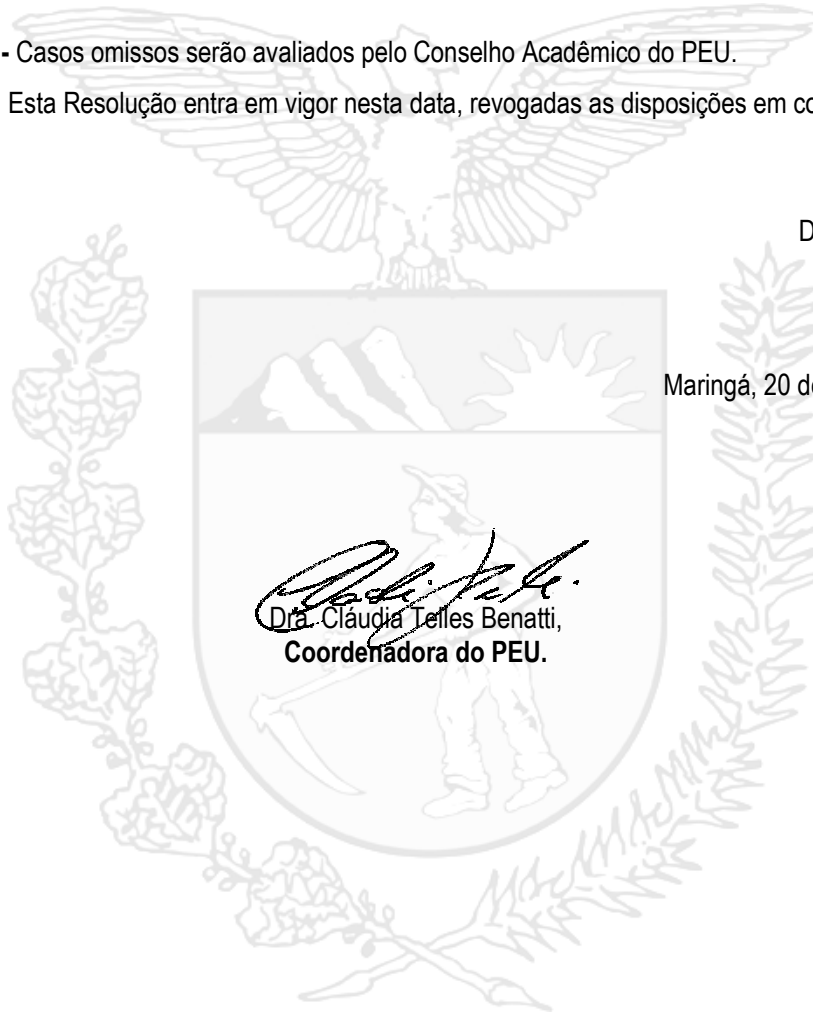 - Casos omissos serão avaliados pelo Conselho Acadêmico do PEU.
Esta Resolução entra em vigor nesta data, revogadas as disposições em co
D
Maringá, 20 d
Dra. Cláudia Telles Benatti,
Coordenadora do PEU.